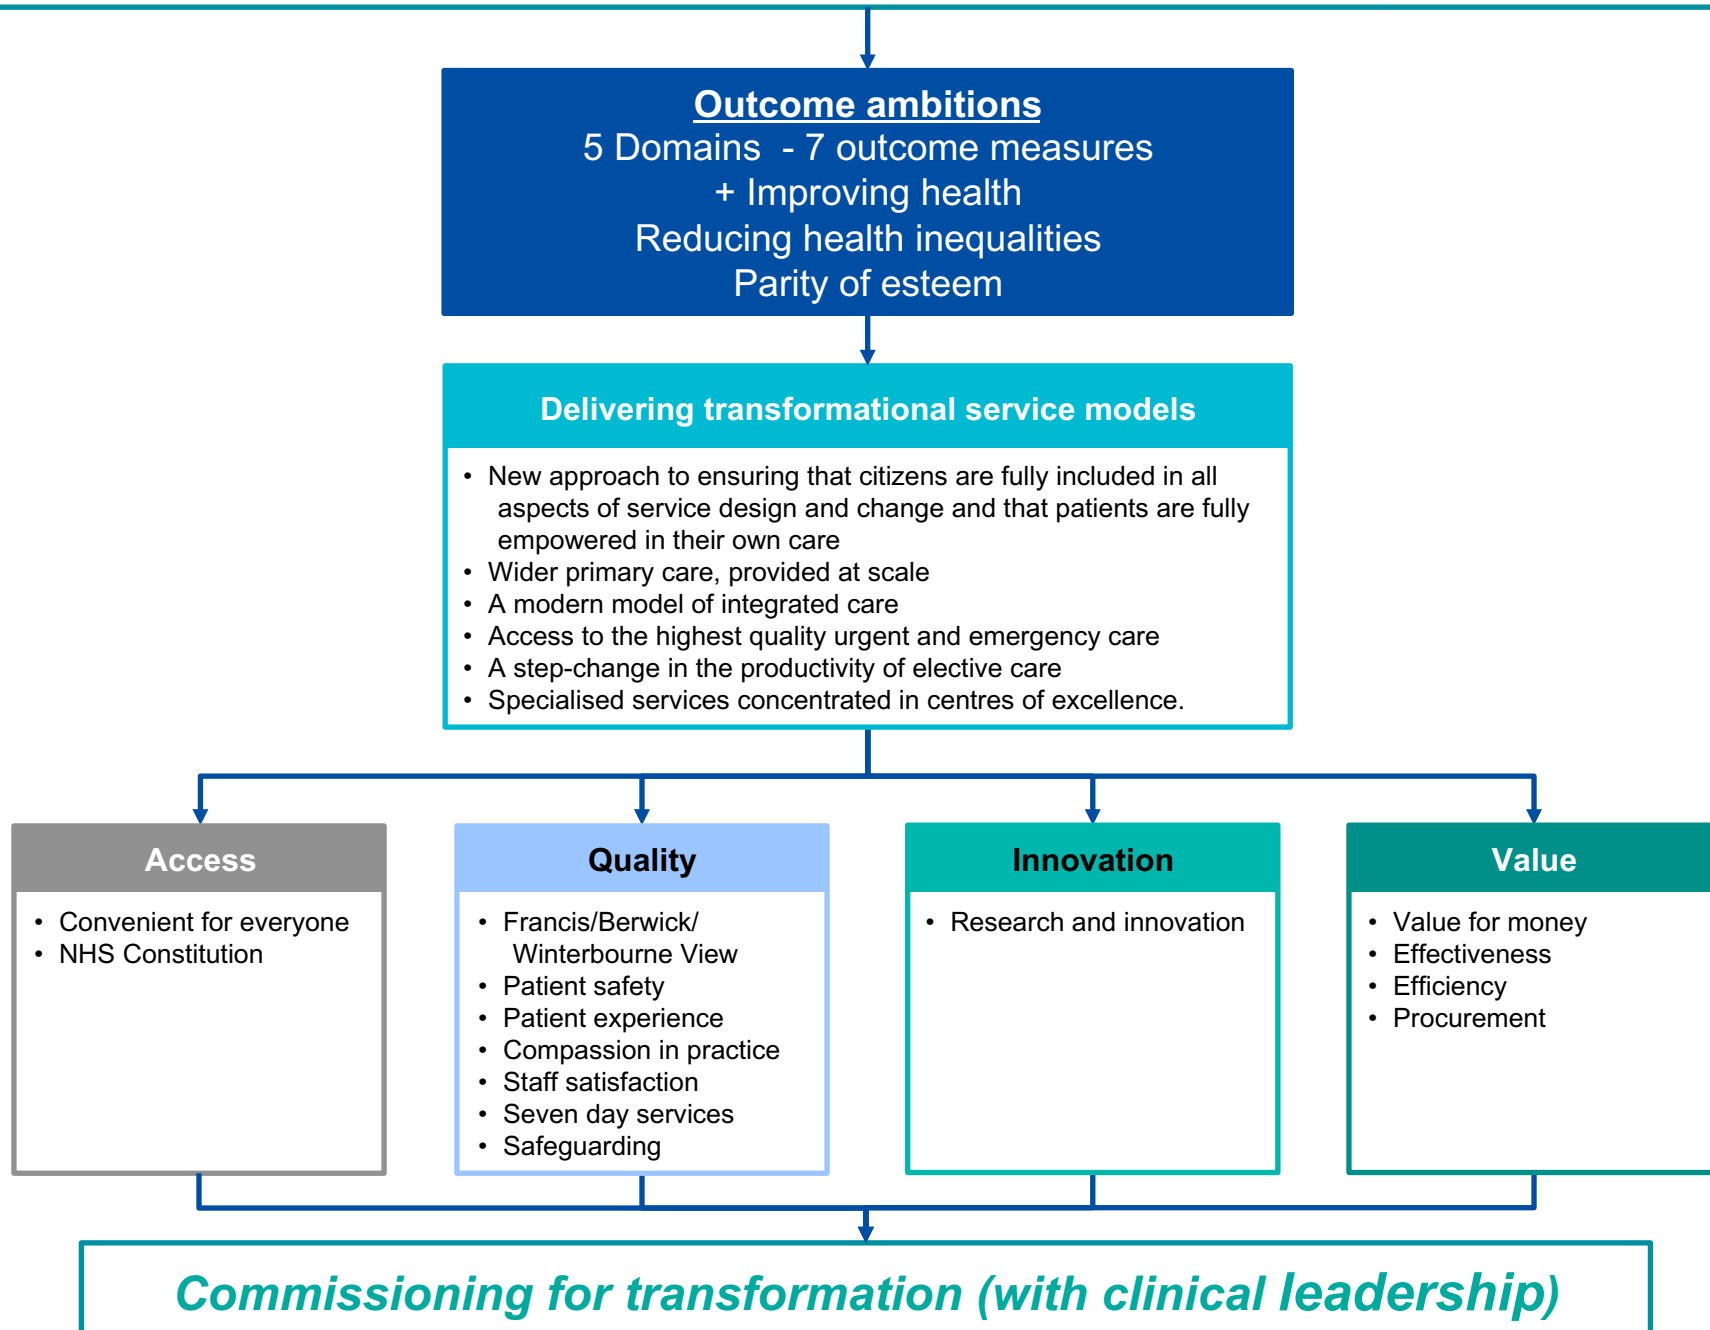 Outcome ambitions
5 Domains - 7 outcome measures
+ Improving health
Reducing health inequalities
Parity of esteem
Delivering transformational service models
• New approach to ensuring that citizens are fully included in all
aspects of service design and change and that patients are fully
empowered in their own care
• Wider primary care, provided at scale
• A modern model of integrated care
• Access to the highest quality urgent and emergency care
• A step-change in the productivity of elective care
• Specialised services concentrated in centres of excellence.
Access
• Convenient for everyone
• NHS Constitution
Quality
• Francis/Berwick/
Winterbourne View
• Patient safety
• Patient experience
• Compassion in practice
• Staff satisfaction
• Seven day services
• Safeguarding
Innovation
• Research and innovation
Value
• Value for money
• Effectiveness
• Efficiency
• Procurement
Commissioning for transformation (with clinical leadership)